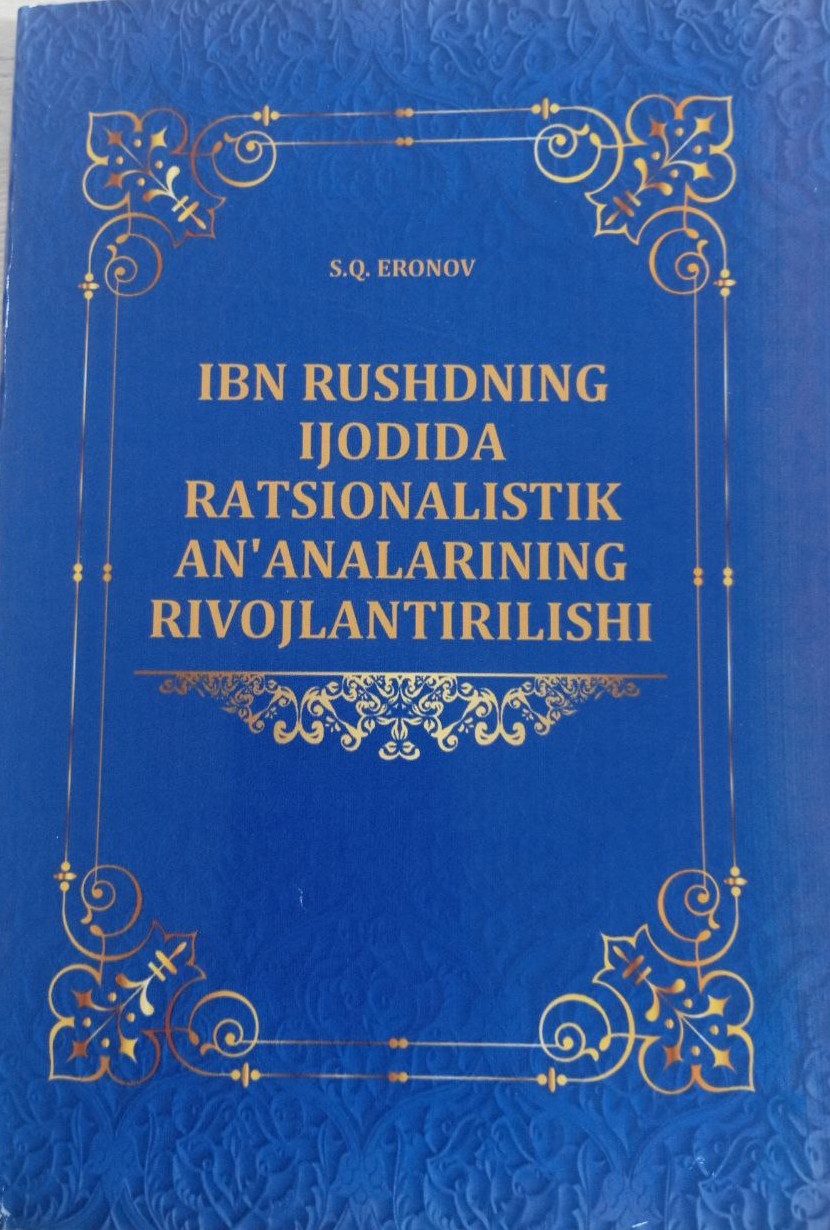 S.Q. ERONOV
IBN RUSHDNING
IJODIDA
RATSIONALISTIK
AN'ANALARINING
RIVOJLANTIRILISHI